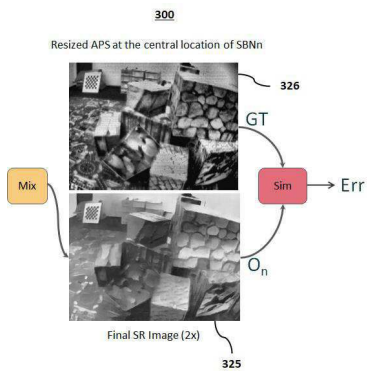 300
Resized APS at the central location of SBNn
326
GT
Mix
Sim
Err
On
Final SR Image (2x)
325